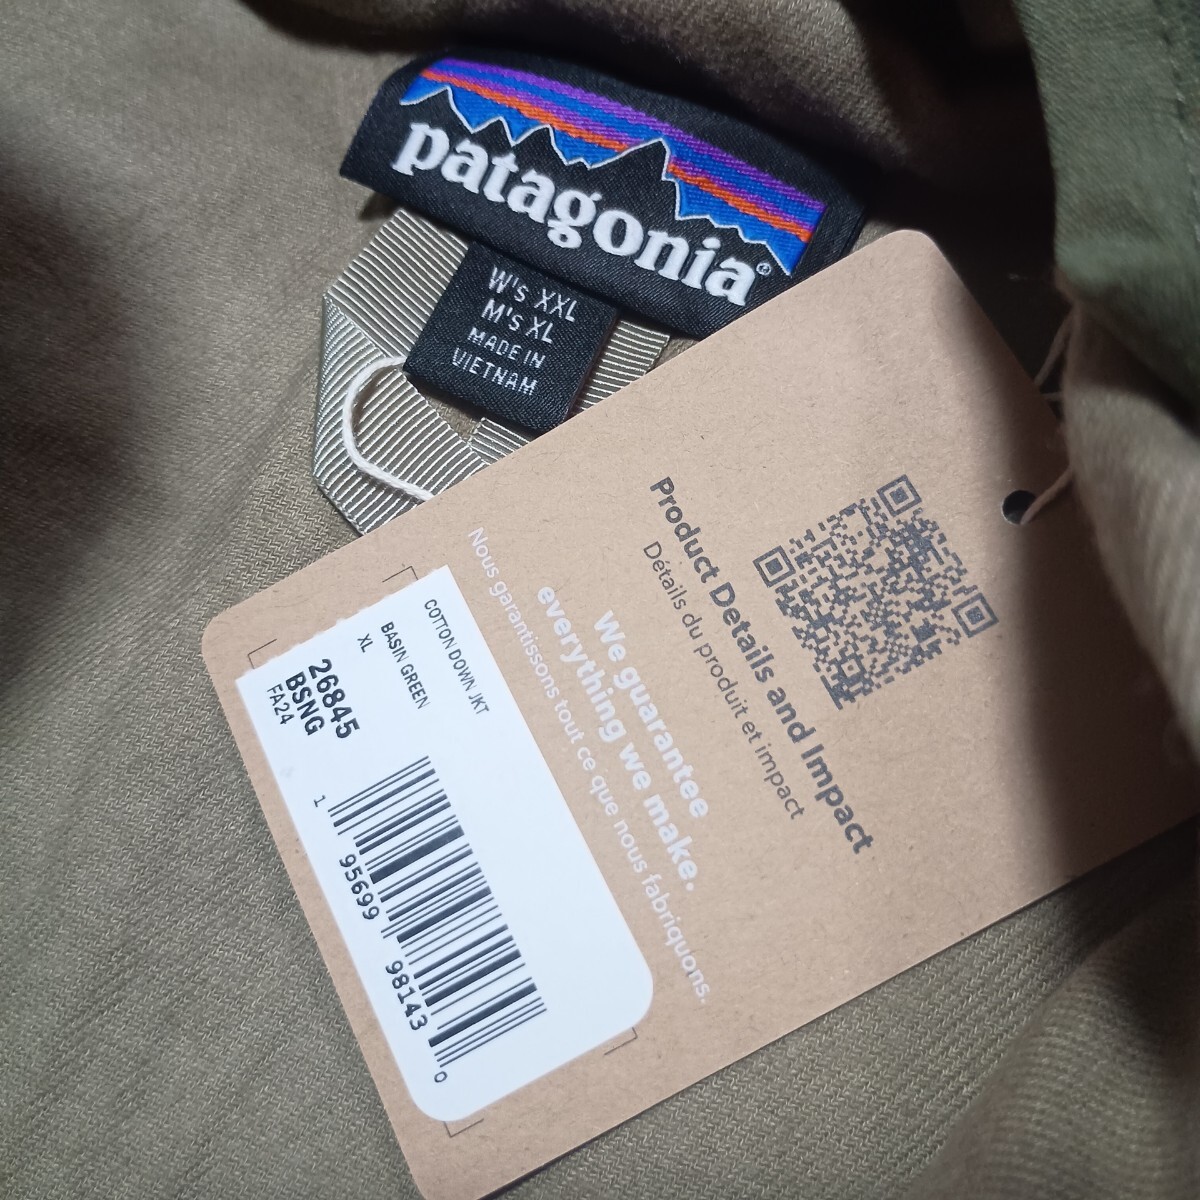 patagonia®
W's XXL
M's XL
MADE IN
VIETNAM
Product Details and Impact
Détails du produit et impact
We guarantee
everything we make.
Nous garantissons tout ce que nous fabriquons.
COTTON DOWN JKT
BASIN GREEN
XL
26845
BSNG
FA24
1 95699 98143 0